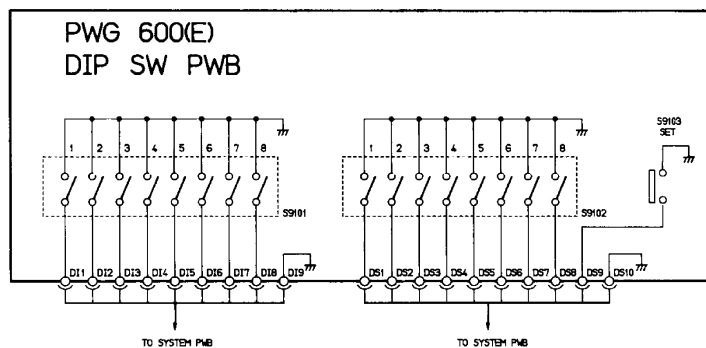 PWG 600(E)
DIP SW PWB
1 2 3 4 5 6 7 8
S9101
1 2 3 4 5 6 7 8
S9102
S9103
SET
DI1 DI2 DI3 DI4 DI5 DI6 DI7 DI8 DI9
DS1 DS2 DS3 DS4 DS5 DS6 DS7 DS8 DS9 DS10
TO SYSTEM PWB
TO SYSTEM PWB